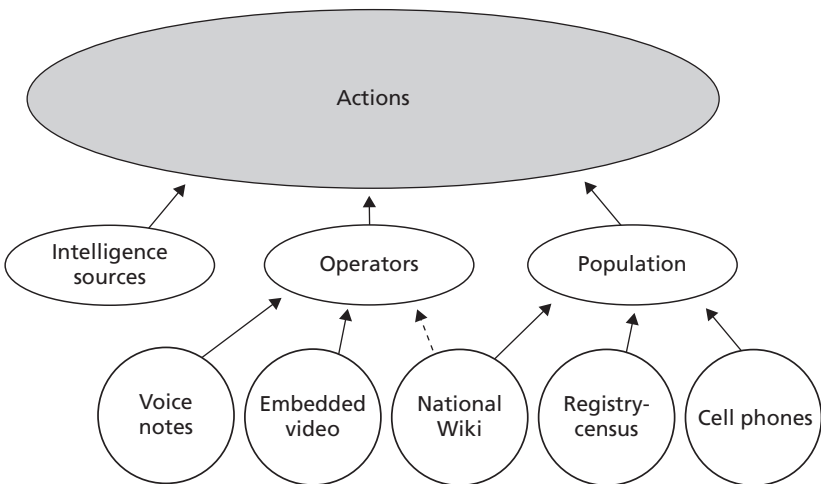 Actions
Intelligence
sources
Operators
Population
Voice
notes
Embedded
video
National
Wiki
Registry-
census
Cell phones